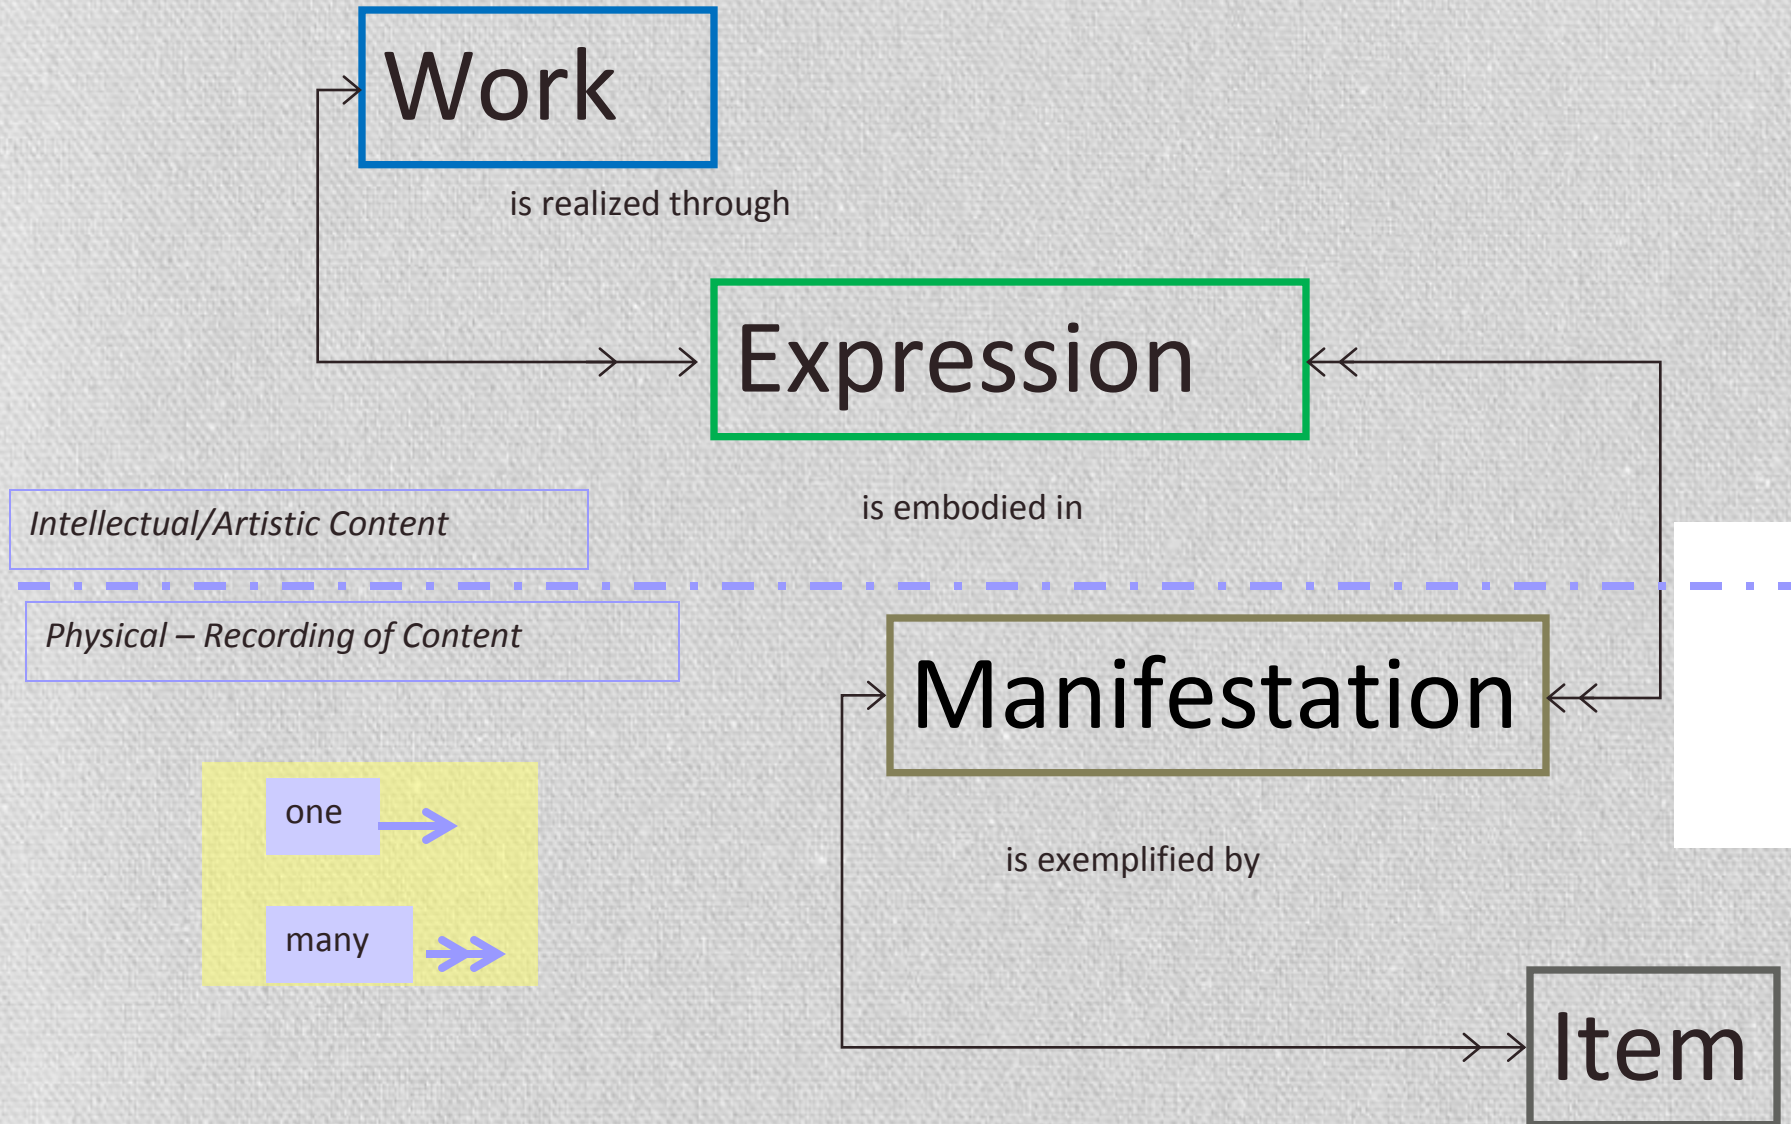 Work
is realized through
Expression
is embodied in
Intellectual/Artistic Content
Physical – Recording of Content
Manifestation
one
is exemplified by
many
Item